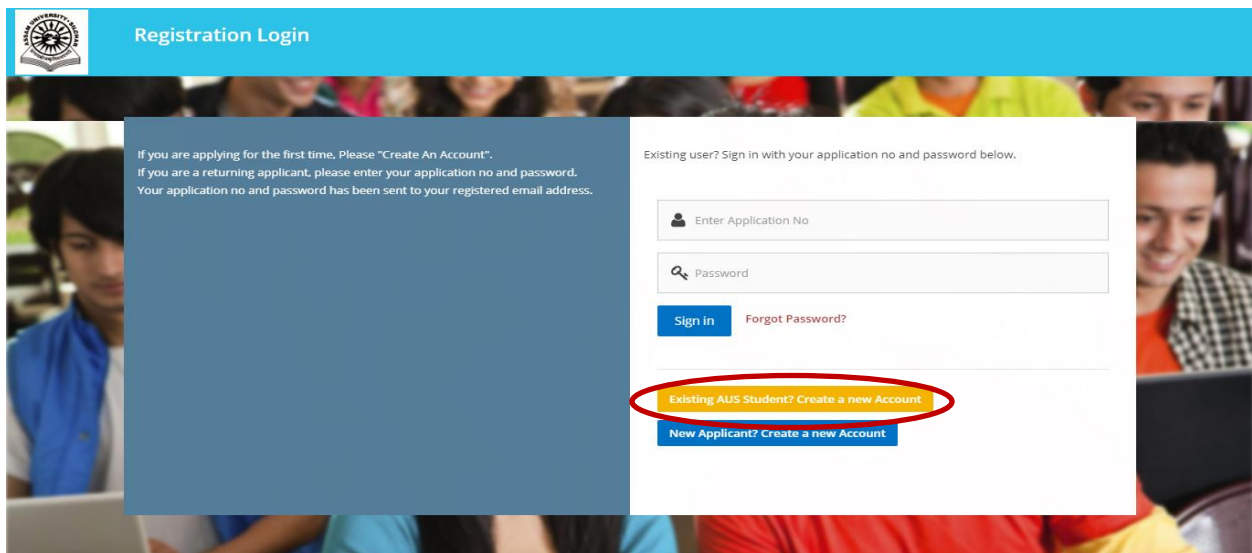 ASSAM UNIVERSITY, SILCHAR
Registration Login
If you are applying for the first time, Please "Create An Account".
If you are a returning applicant, please enter your application no and password.
Your application no and password has been sent to your registered email address.
Existing user? Sign in with your application no and password below.
Enter Application No
Password
Sign in Forgot Password?
Existing AUS Student? Create a new Account
New Applicant? Create a new Account